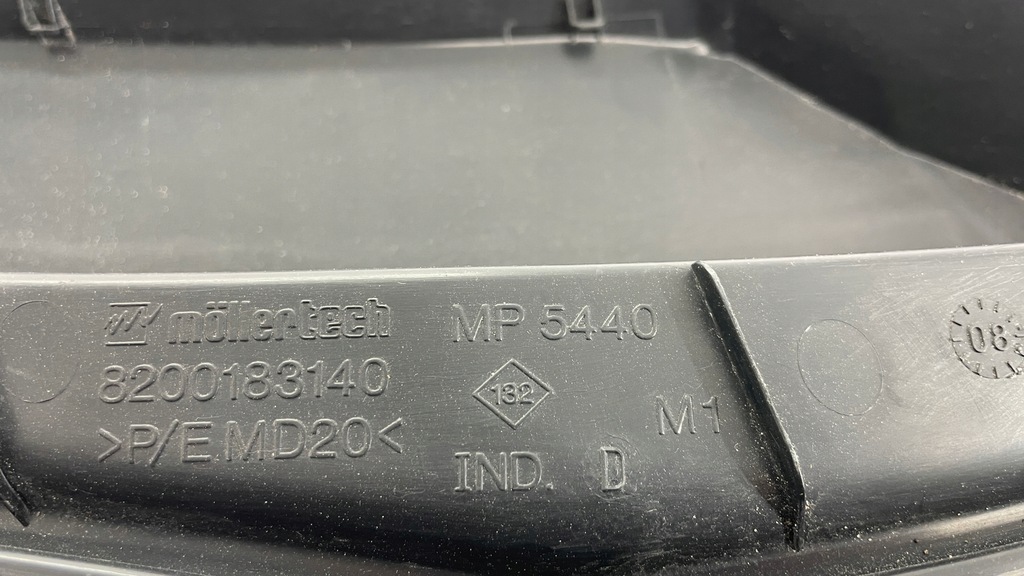 möllertech
8200183140
>P/E MD20<
MP 5440
132
M1
IND. D
08